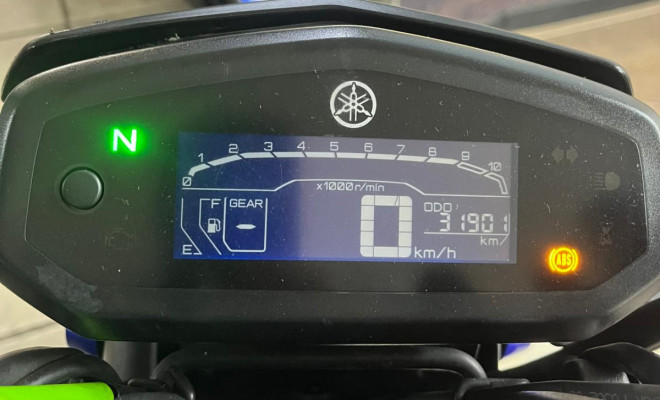 N
0 1 2 3 4 5 6 7 8 9 10
x1000r/min
F
GEAR
-
E
0
km/h
ODO
31901
km
ABS